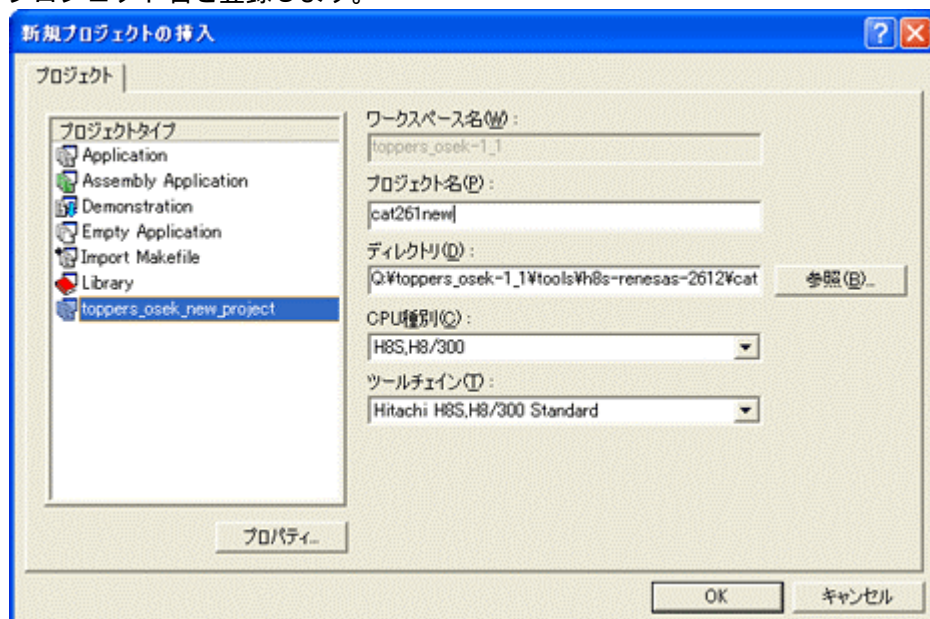 プロジェクト名を登録します。
新規プロジェクトの挿入
プロジェクト
プロジェクトタイプ
Application
Assembly Application
Demonstration
Empty Application
Import Makefile
Library
toppers_osek_new_project
プロパティ...
ワークスペース名(W):
toppers_osek-1_1
プロジェクト名(P):
cat261new
ディレクトリ(D):
Q:¥toppers_osek-1_1¥tools¥h8s-renesas-2612¥cat
参照(B)...
CPU種別(C):
H8S,H8/300
ツールチェイン(T):
Hitachi H8S,H8/300 Standard
OK
キャンセル